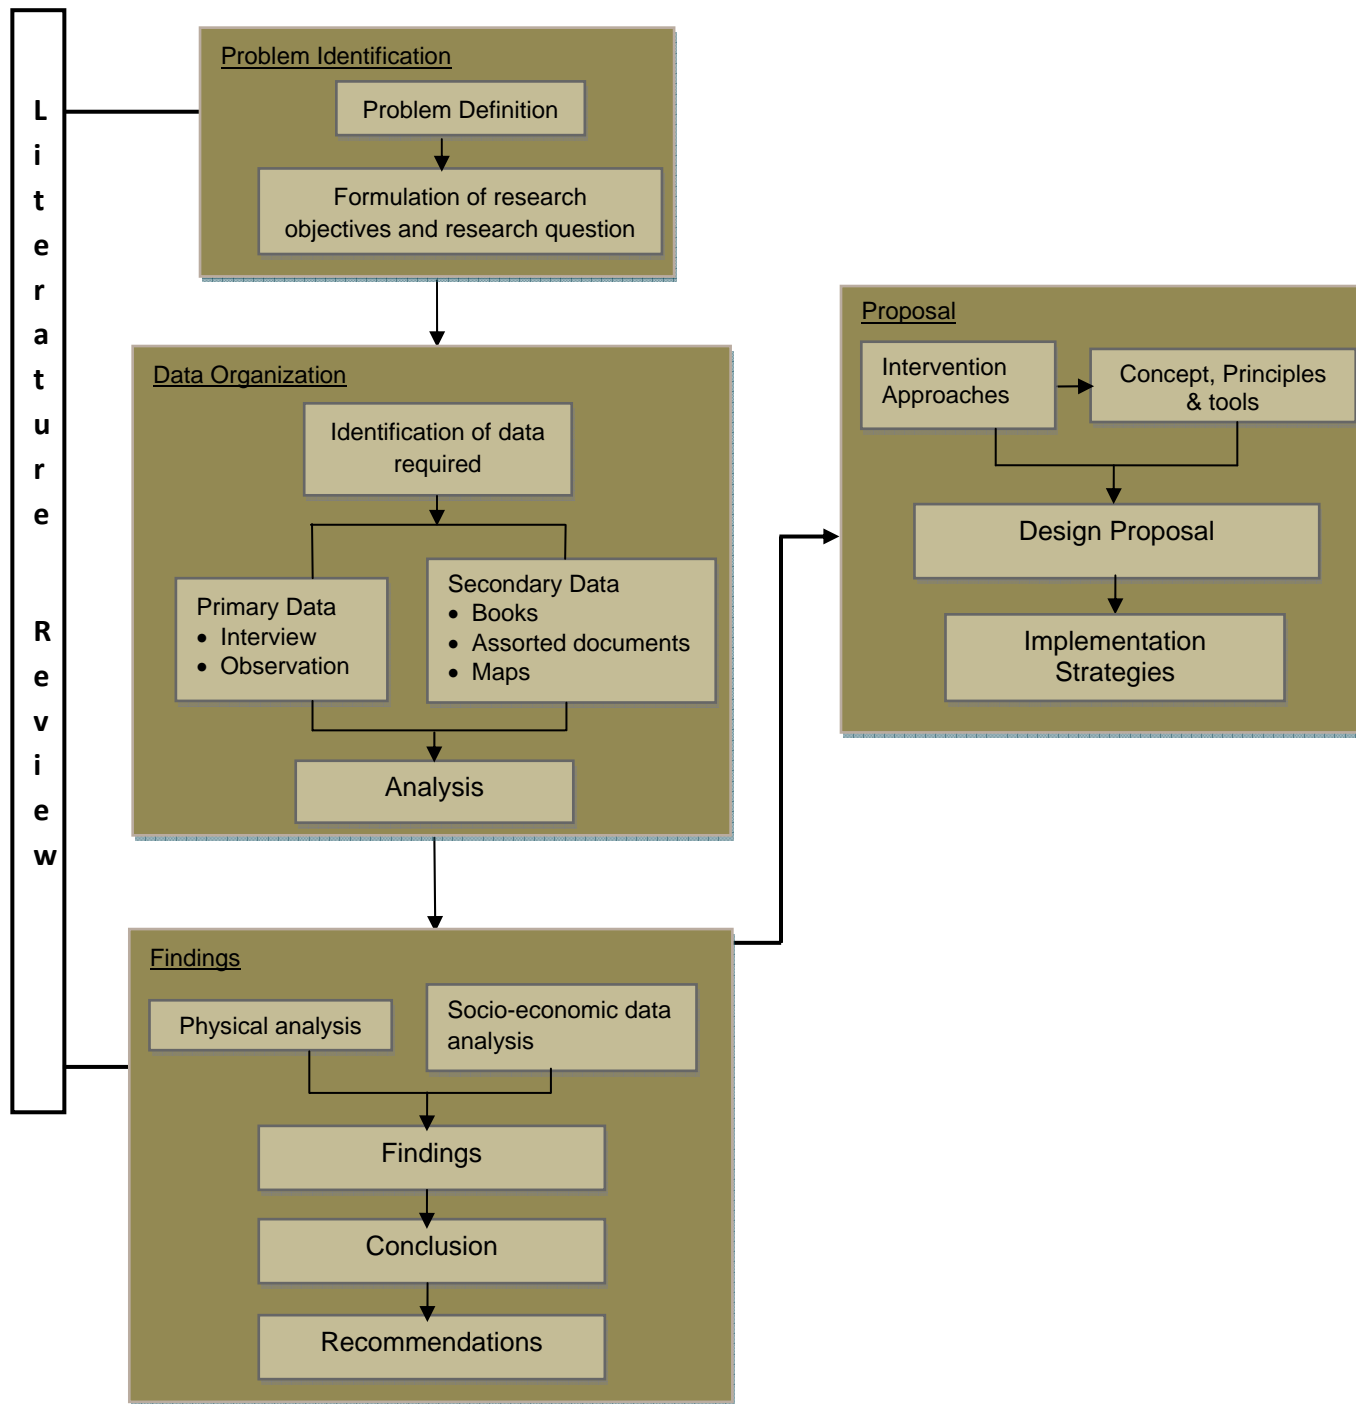 Literature Review
Problem Identification
Problem Definition
Formulation of research
objectives and research question
Data Organization
Identification of data
required
Primary Data
• Interview
• Observation
Secondary Data
• Books
• Assorted documents
• Maps
Analysis
Findings
Physical analysis
Socio-economic data
analysis
Findings
Conclusion
Recommendations
Proposal
Intervention
Approaches
Concept, Principles
& tools
Design Proposal
Implementation
Strategies